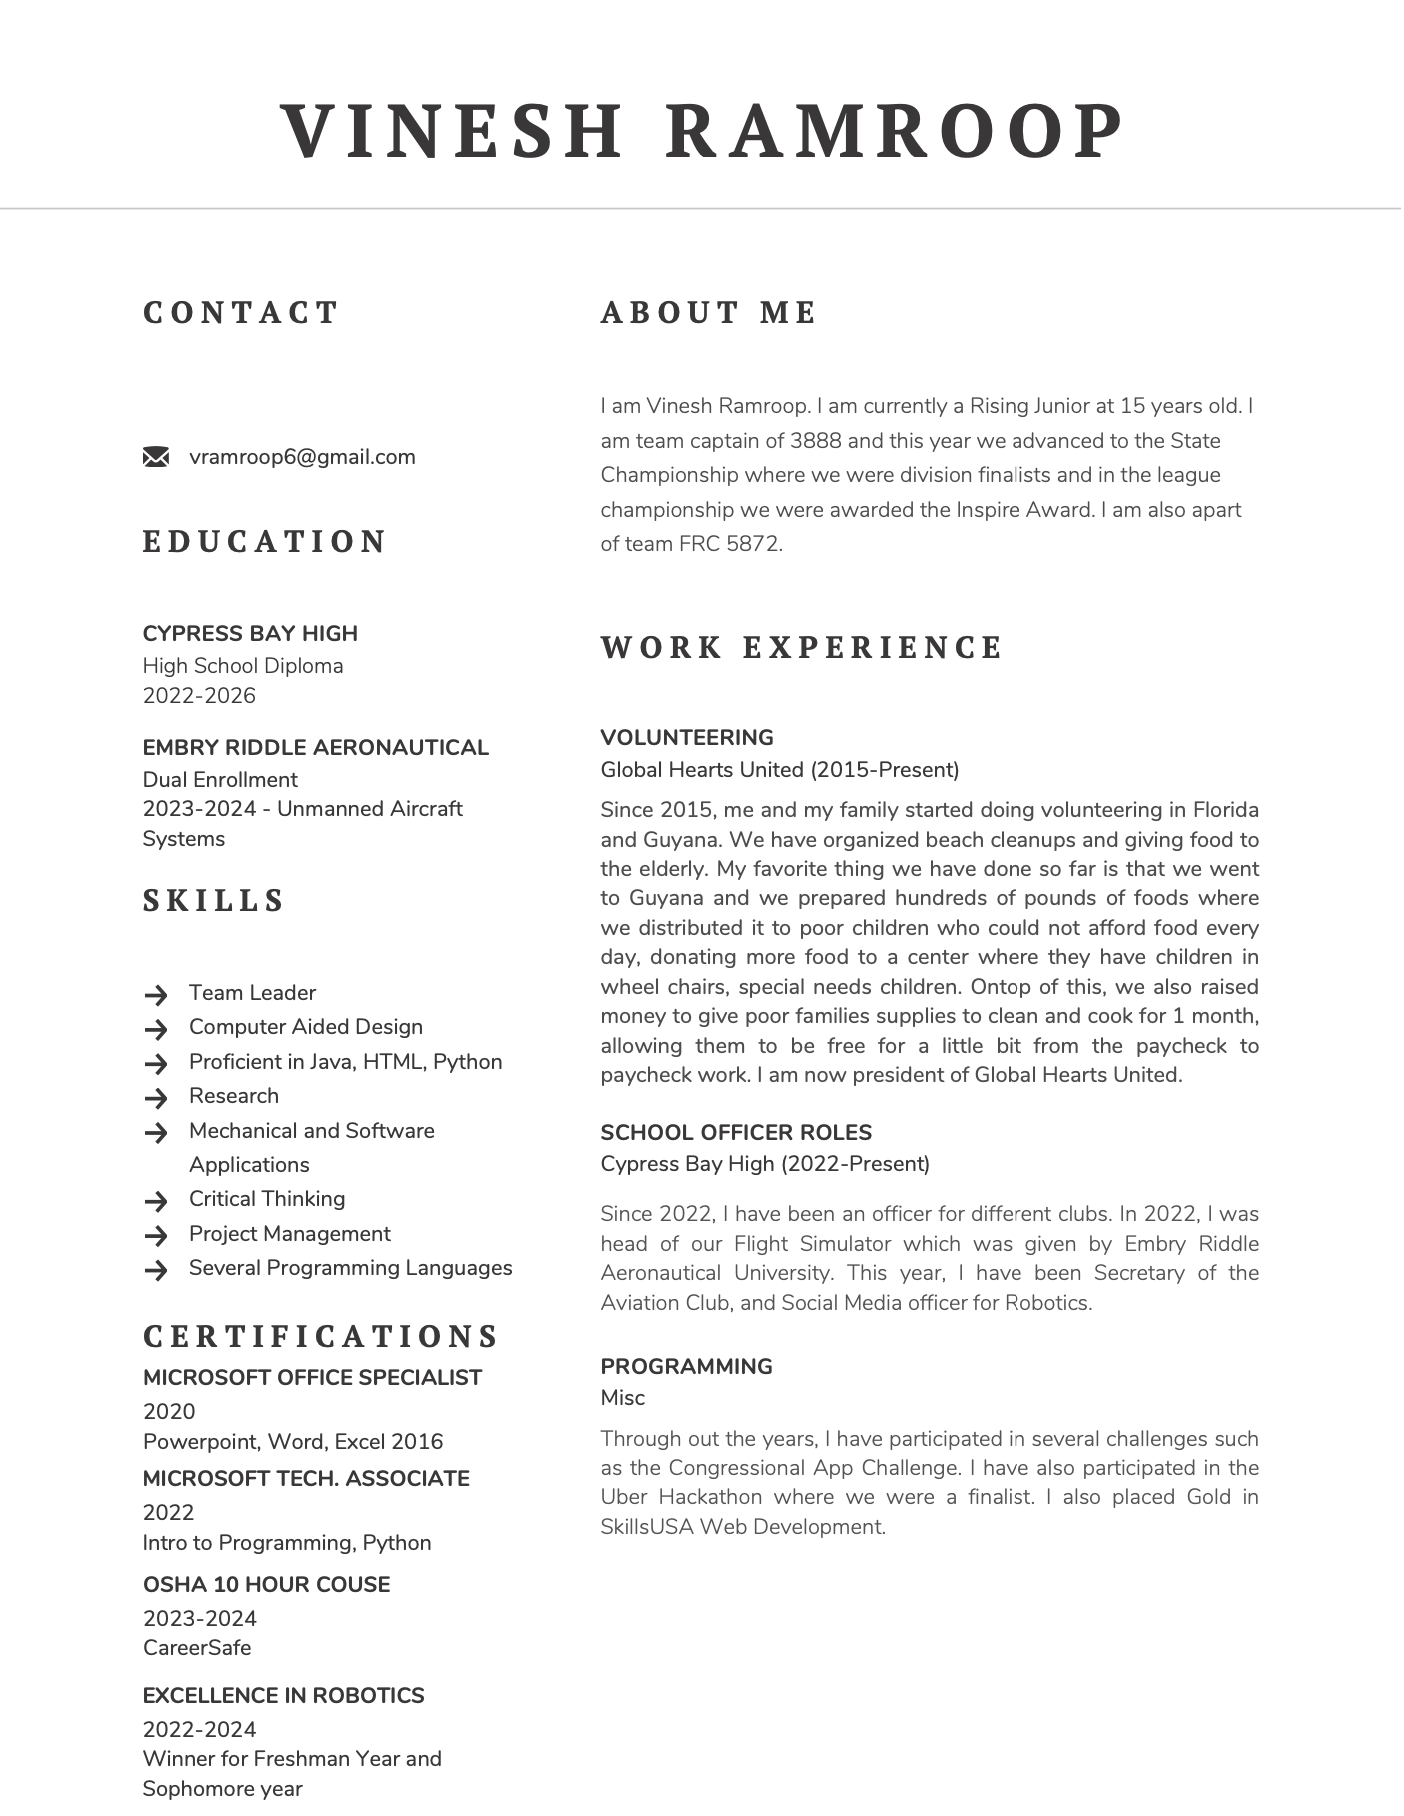 VINESH RAMROOP
CONTACT
vramroop6@gmail.com
EDUCATION
CYPRESS BAY HIGH
High School Diploma
2022-2026
EMBRY RIDDLE AERONAUTICAL
Dual Enrollment
2023-2024 - Unmanned Aircraft
Systems
SKILLS
Team Leader
Computer Aided Design
Proficient in Java, HTML, Python
Research
Mechanical and Software
Applications
Critical Thinking
Project Management
Several Programming Languages
CERTIFICATIONS
MICROSOFT OFFICE SPECIALIST
2020
Powerpoint, Word, Excel 2016
MICROSOFT TECH. ASSOCIATE
2022
Intro to Programming, Python
OSHA 10 HOUR COUSE
2023-2024
CareerSafe
EXCELLENCE IN ROBOTICS
2022-2024
Winner for Freshman Year and
Sophomore year
ABOUT ME
I am Vinesh Ramroop. I am currently a Rising Junior at 15 years old. I
am team captain of 3888 and this year we advanced to the State
Championship where we were division finalists and in the league
championship we were awarded the Inspire Award. I am also apart
of team FRC 5872.
WORK EXPERIENCE
VOLUNTEERING
Global Hearts United (2015-Present)
Since 2015, me and my family started doing volunteering in Florida
and Guyana. We have organized beach cleanups and giving food to
the elderly. My favorite thing we have done so far is that we went
to Guyana and we prepared hundreds of pounds of foods where
we distributed it to poor children who could not afford food every
day, donating more food to a center where they have children in
wheel chairs, special needs children. Ontop of this, we also raised
money to give poor families supplies to clean and cook for 1 month,
allowing them to be free for a little bit from the paycheck to
paycheck work. I am now president of Global Hearts United.
SCHOOL OFFICER ROLES
Cypress Bay High (2022-Present)
Since 2022, I have been an officer for different clubs. In 2022, I was
head of our Flight Simulator which was given by Embry Riddle
Aeronautical University. This year, I have been Secretary of the
Aviation Club, and Social Media officer for Robotics.
PROGRAMMING
Misc
Through out the years, I have participated in several challenges such
as the Congressional App Challenge. I have also participated in the
Uber Hackathon where we were a finalist. I also placed Gold in
SkillsUSA Web Development.